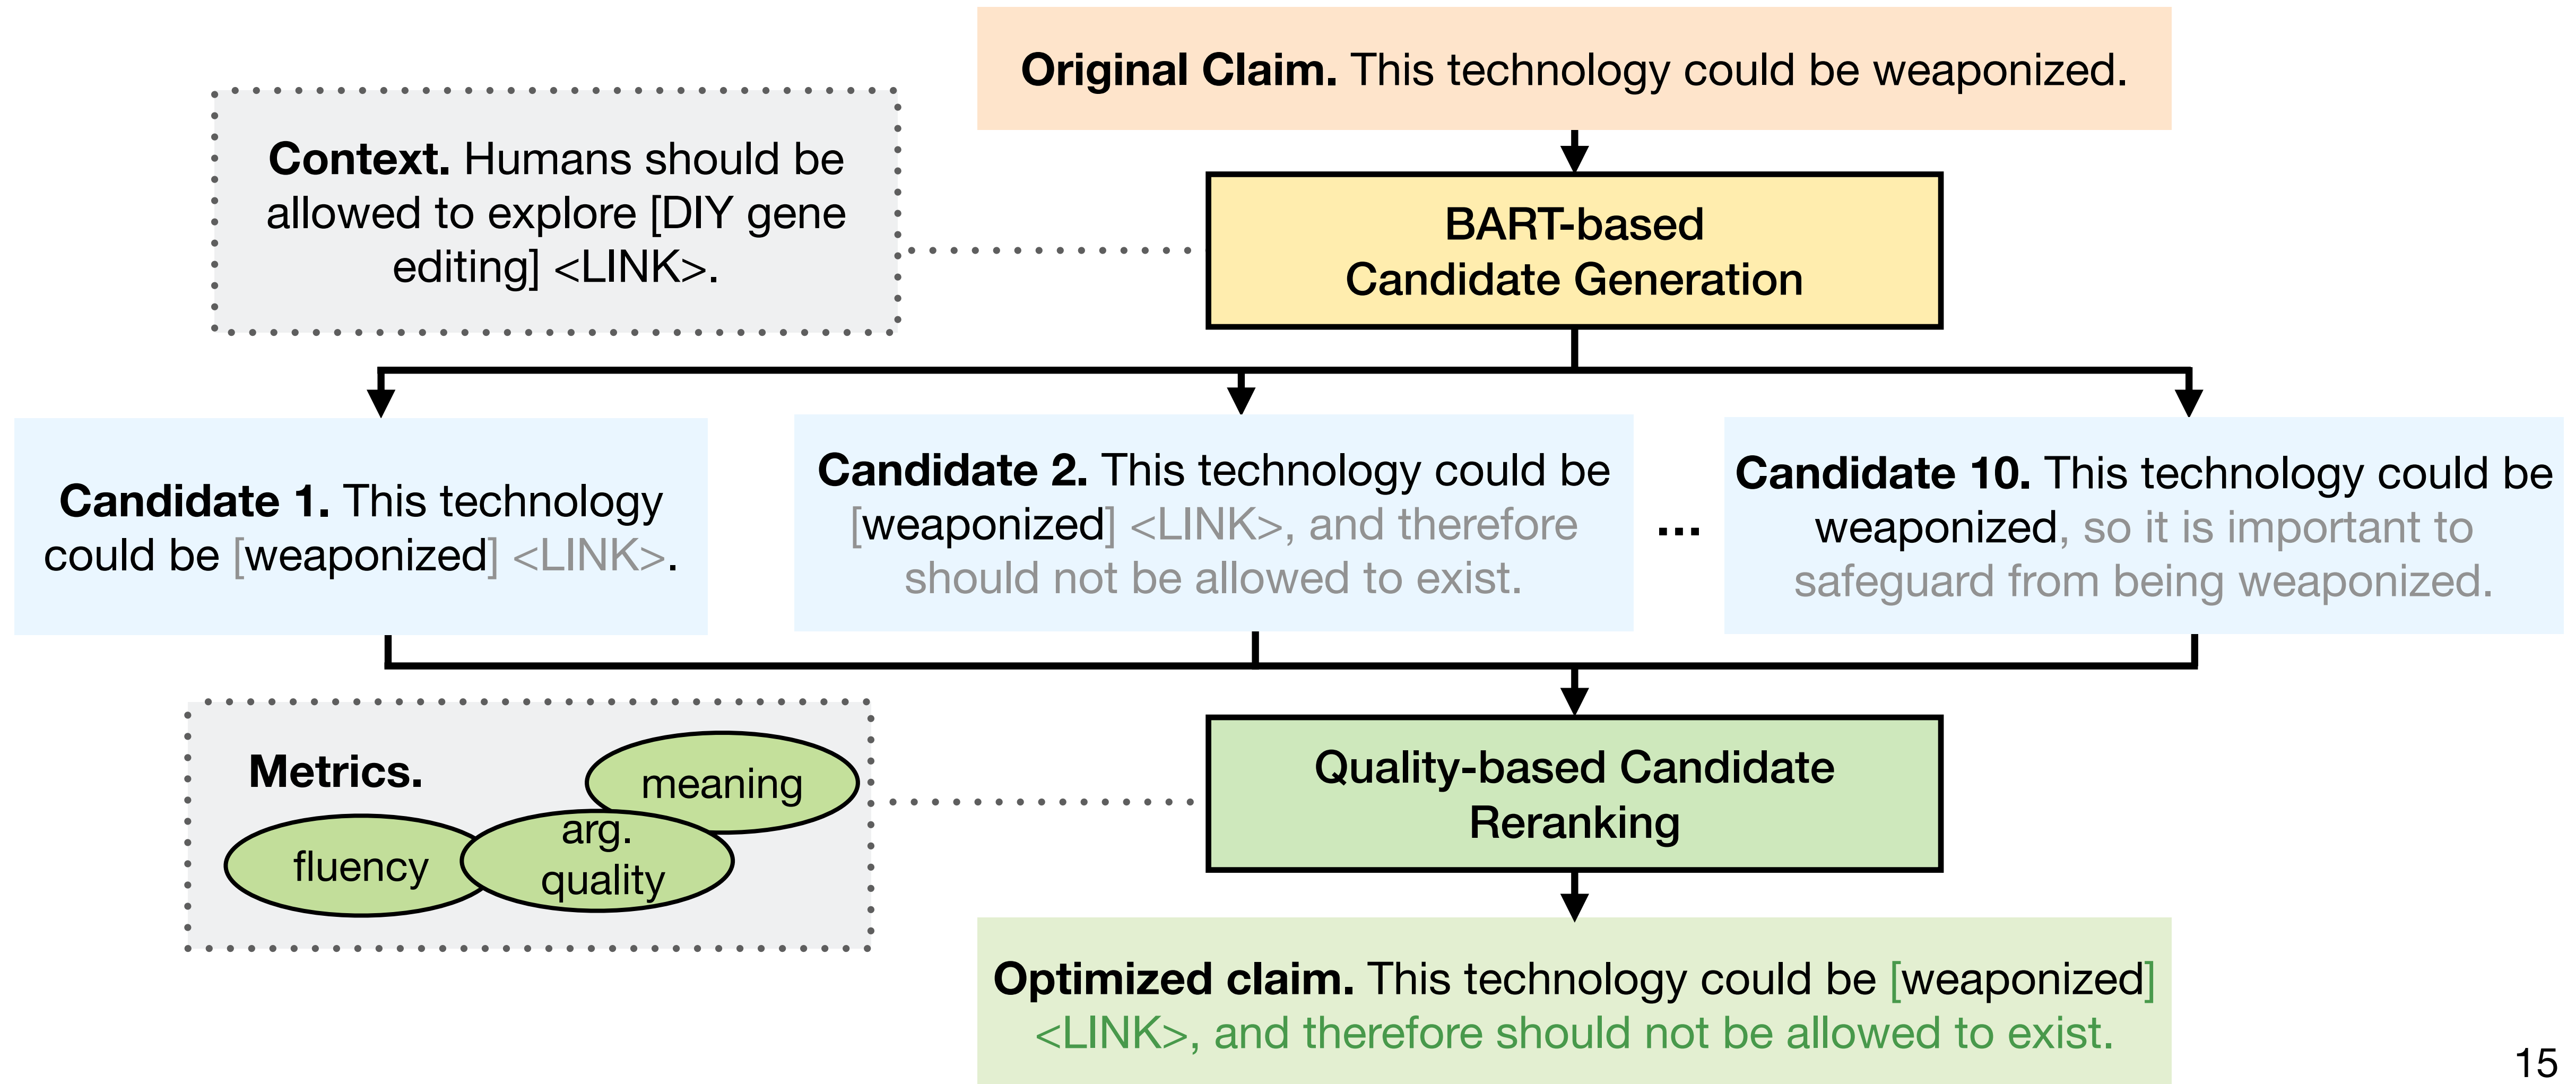 Original Claim. This technology could be weaponized.
Context. Humans should be
allowed to explore [DIY gene
editing] <LINK>.
BART-based
Candidate Generation
Candidate 1. This technology
could be [weaponized] <LINK>.
Candidate 2. This technology could be
[weaponized] <LINK>, and therefore
should not be allowed to exist.
...
Candidate 10. This technology could be
weaponized, so it is important to
safeguard from being weaponized.
Metrics.
meaning
fluency
arg.
quality
Quality-based Candidate
Reranking
Optimized claim. This technology could be [weaponized]
<LINK>, and therefore should not be allowed to exist.
15